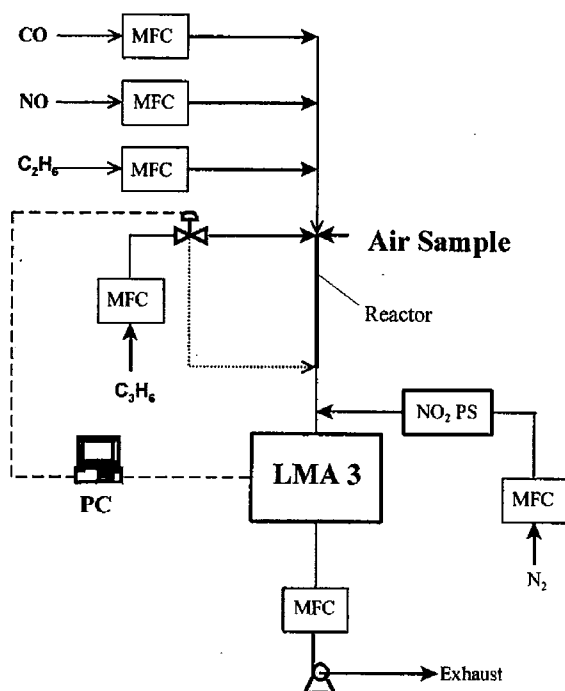 CO
MFC
NO
MFC
C₂H₆
MFC
Air Sample
MFC
Reactor
C₃H₆
NO₂ PS
LMA 3
PC
MFC
N₂
MFC
Exhaust